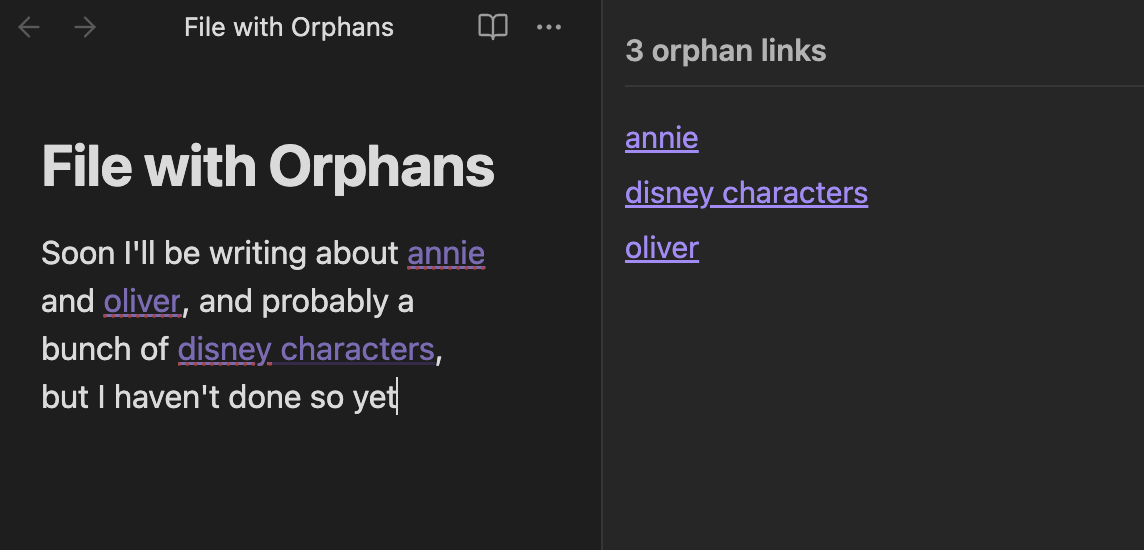 File with Orphans
File with Orphans
Soon I'll be writing about annie
and oliver, and probably a
bunch of disney characters,
but I haven't done so yet
3 orphan links
annie
disney characters
oliver